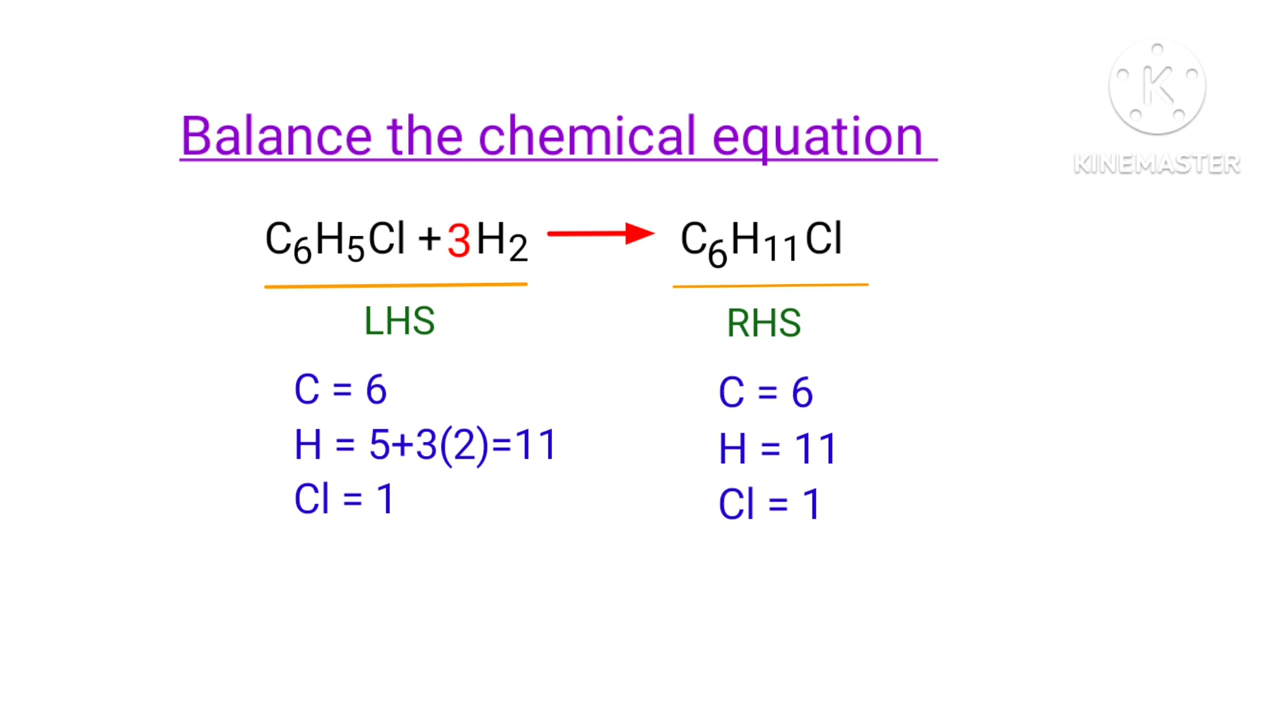 K
KINEMASTER
Balance the chemical equation
C₆H₅Cl + 3H₂ ⟶ C₆H₁₁Cl
LHS RHS
C = 6 C = 6
H = 5+3(2)=11 H = 11
Cl = 1 Cl = 1